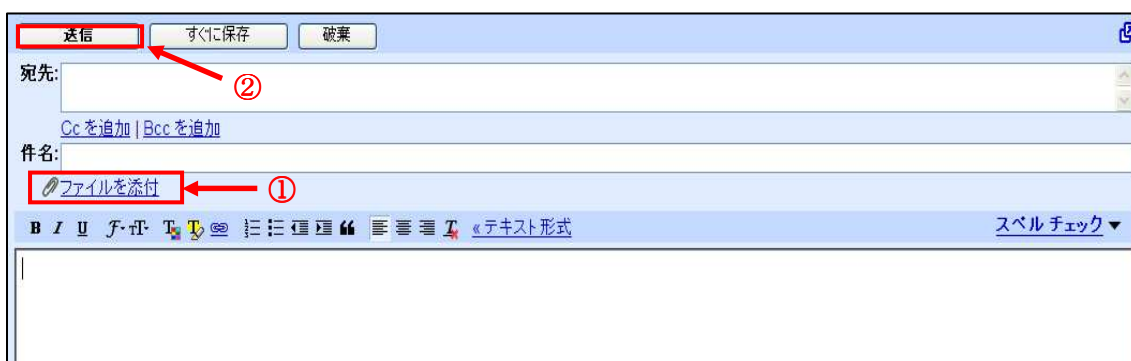 送信 すぐに保存 破棄
②
宛先:
Cc を追加 | Bcc を追加
件名:
ファイルを添付 ①
B I U «テキスト形式 スペル チェック ▼